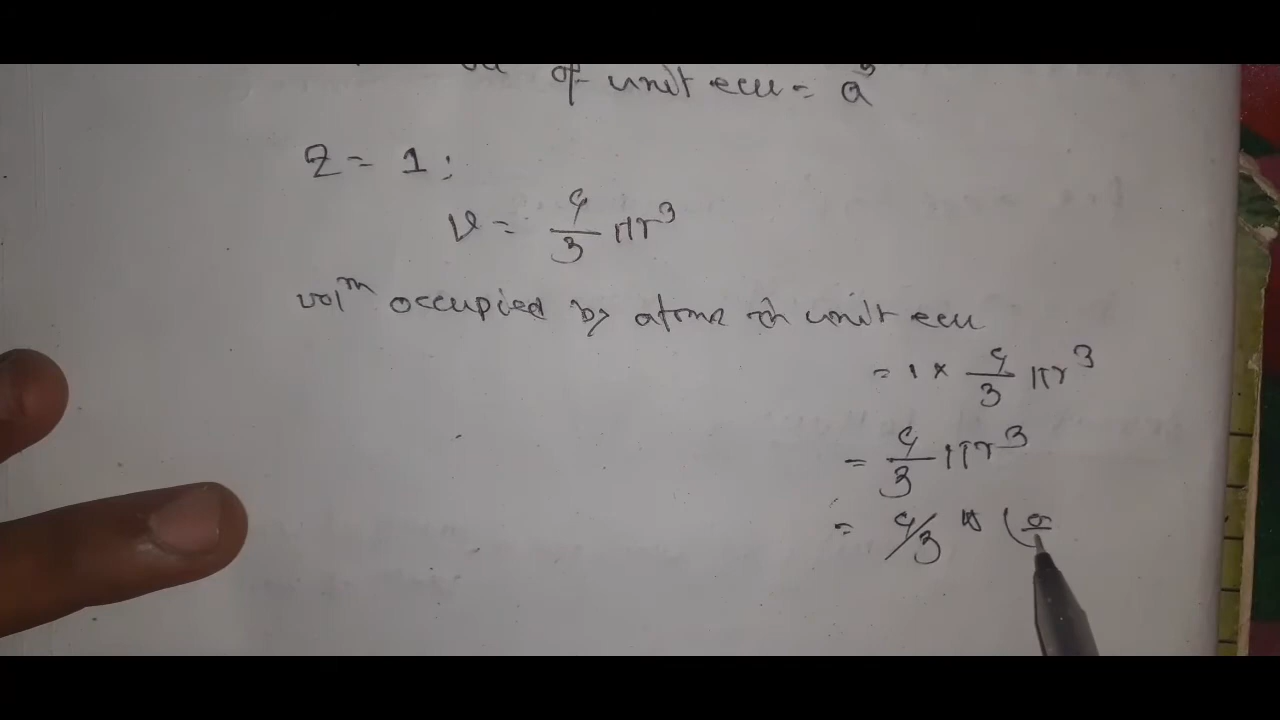 of unit cell = a³
Z = 1 ;
V = 4/3 πr³
volm occupied by atoms in unit cell
= 1 × 4/3 πr³
= 4/3 πr³
= 4/3 π (a